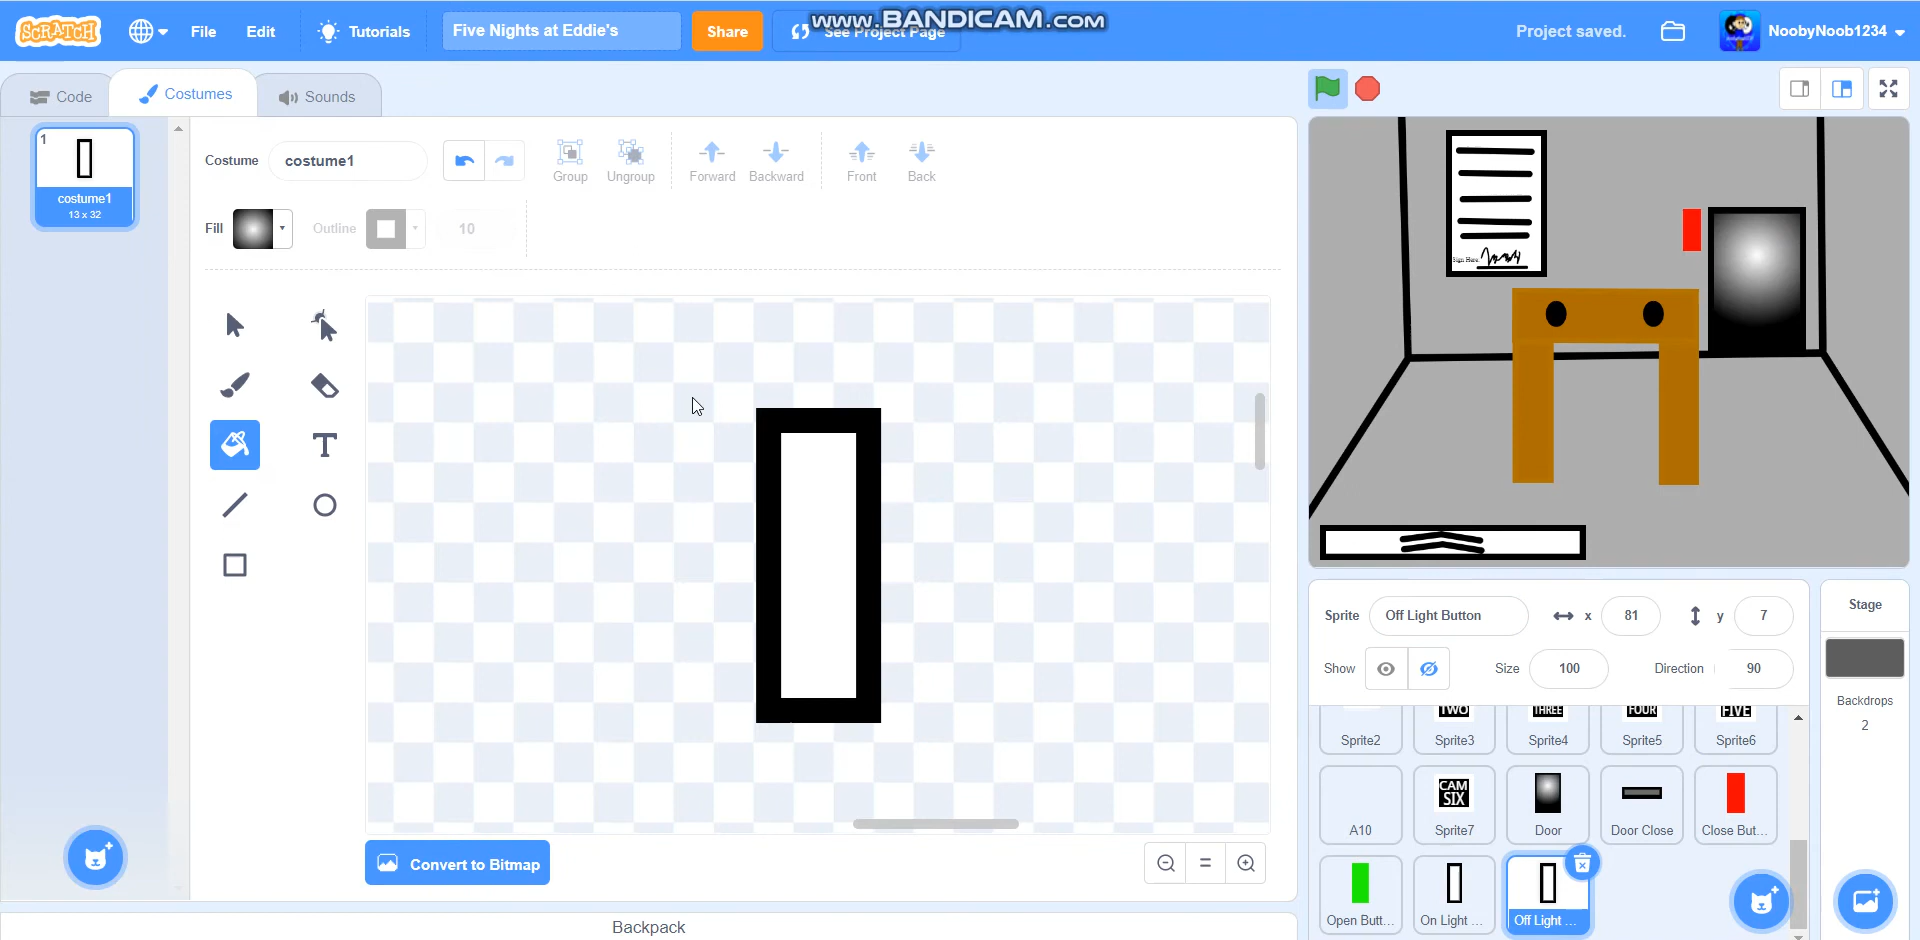 www.BANDICAM.com
SCRATCH
File
Edit
Tutorials
Five Nights at Eddie's
Share
See Project Page
Project saved.
NoobyNoob1234
Code
Costumes
Sounds
1
costume1
13 x 32
Costume
costume1
Group
Ungroup
Forward
Backward
Front
Back
Fill
Outline
10
Sign Here:
T
Convert to Bitmap
Backpack
Sprite
Off Light Button
x
81
y
7
Show
Size
100
Direction
90
Stage
Backdrops
2
TWO
THREE
FOUR
FIVE
Sprite2
Sprite3
Sprite4
Sprite5
Sprite6
CAM
SIX
A10
Sprite7
Door
Door Close
Close But...
Open Butt...
On Light ...
Off Light ...